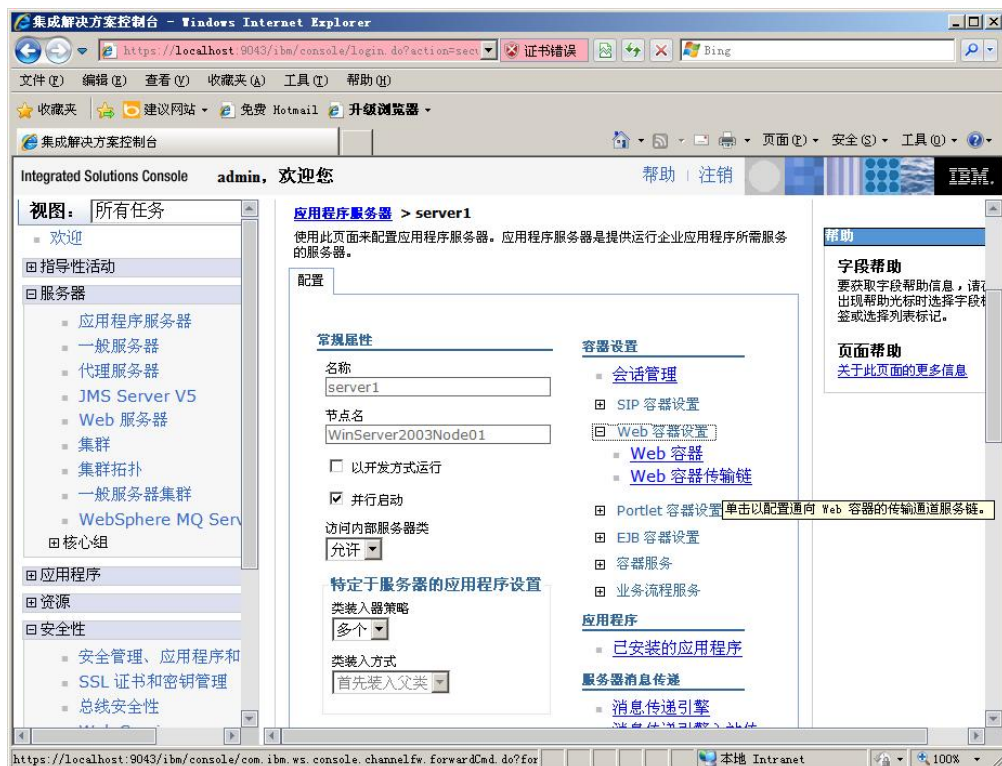 集成解决方案控制台 - Windows Internet Explorer
https://localhost:9043/ibm/console/login.do?action=secu
证书错误
Bing
文件(F) 编辑(E) 查看(V) 收藏夹(A) 工具(T) 帮助(H)
收藏夹 建议网站 免费 Hotmail 升级浏览器
集成解决方案控制台
页面(P) 安全(S) 工具(O)
Integrated Solutions Console admin, 欢迎您
帮助 | 注销
IBM.
视图: 所有任务
欢迎
指导性活动
服务器
应用程序服务器
一般服务器
代理服务器
JMS Server V5
Web 服务器
集群
集群拓扑
一般服务器集群
WebSphere MQ Serv
核心组
应用程序
资源
安全性
安全管理、应用程序和
SSL 证书和密钥管理
总线安全性
应用程序服务器 > server1
使用此页面来配置应用程序服务器。应用程序服务器是提供运行企业应用程序所需服务
的服务器。
配置
常规属性
名称
server1
节点名
WinServer2003Node01
以开发方式运行
并行启动
访问内部服务器类
允许
特定于服务器的应用程序设置
类装入器策略
多个
类装入方式
首先装入父类
容器设置
会话管理
SIP 容器设置
Web 容器设置
Web 容器
Web 容器传输链
Portlet 容器设置
单击以配置通向 Web 容器的传输通道服务链。
EJB 容器设置
容器服务
业务流程服务
应用程序
已安装的应用程序
服务器消息传递
消息传递引擎
帮助
字段帮助
要获取字段帮助信息，请在
出现帮助光标时选择字段标
签或选择列表标记。
页面帮助
关于此页面的更多信息
https://localhost:9043/ibm/console/com.ibm.ws.console.channelfw.forwardCmd.do?for
本地 Intranet
100%